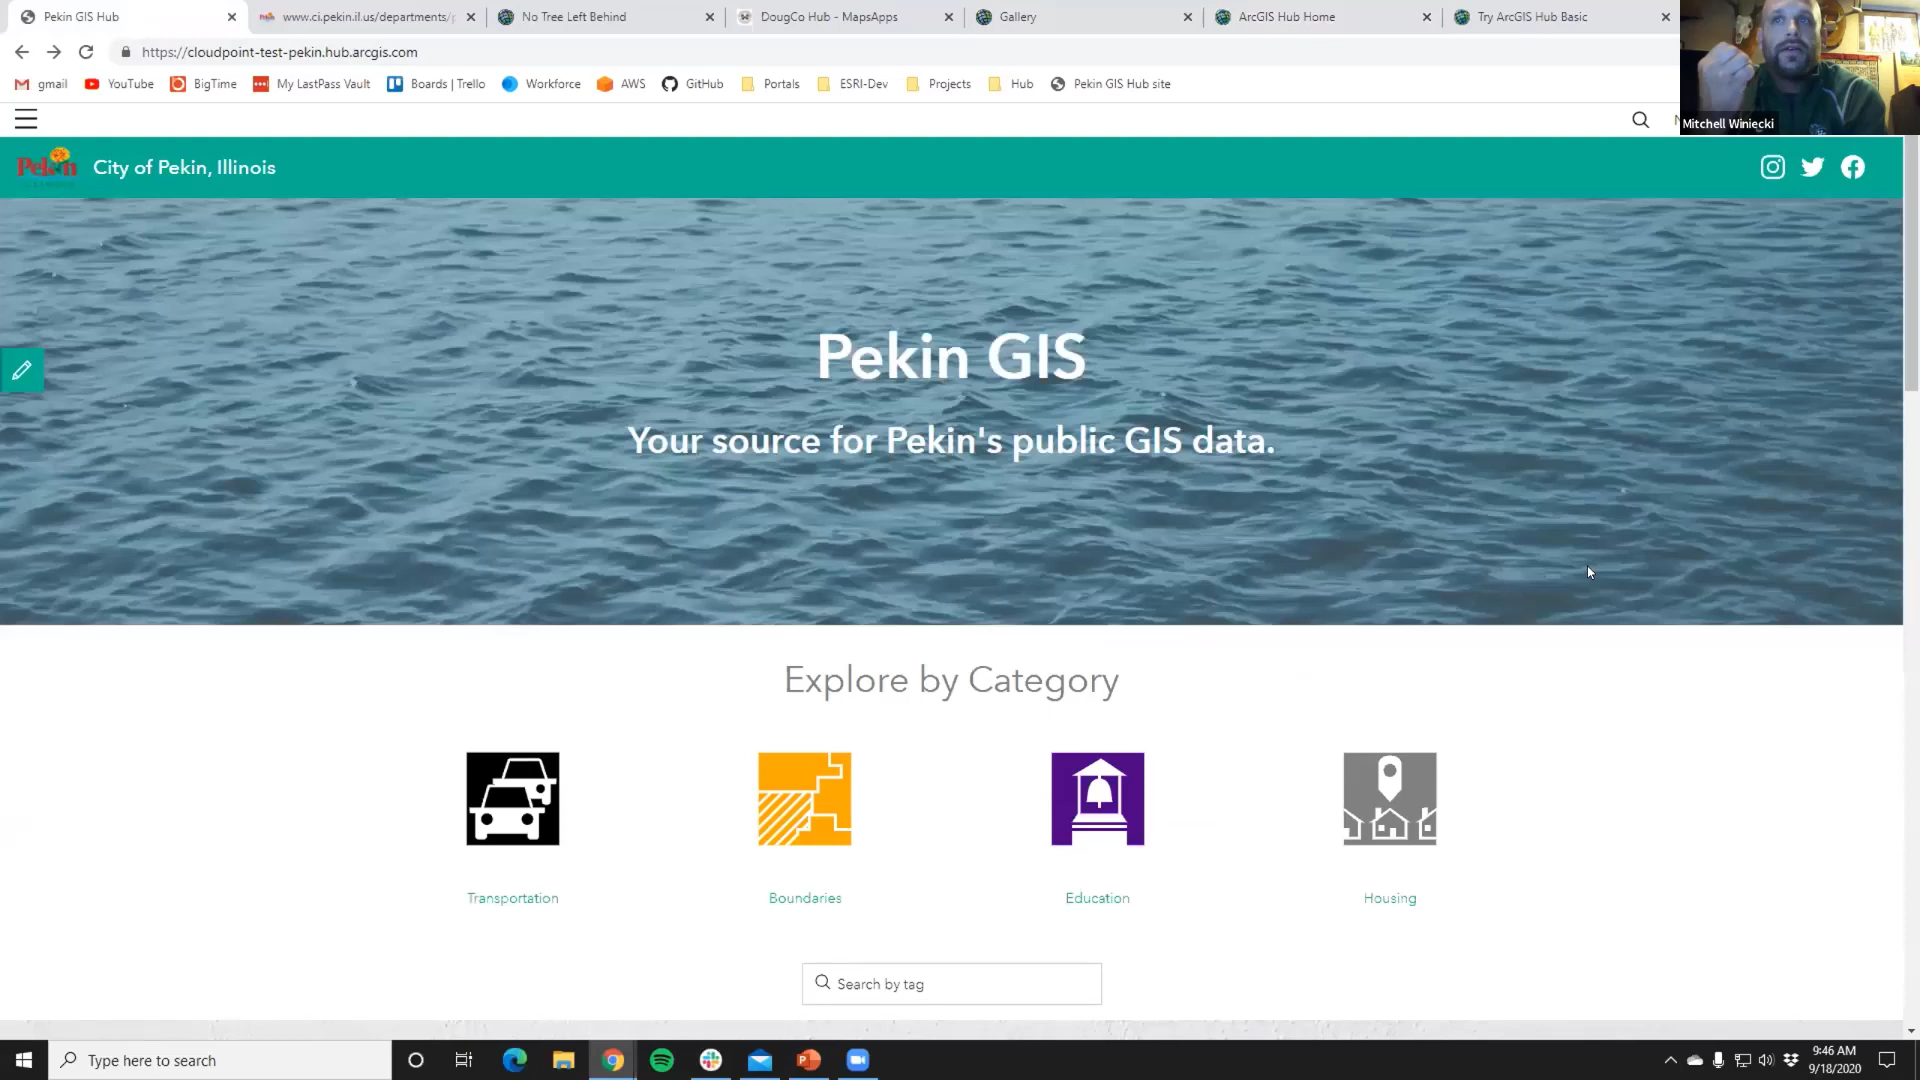 Pekin GIS Hub
www.ci.pekin.il.us/departments/
No Tree Left Behind
DougCo Hub - MapsApps
Gallery
ArcGIS Hub Home
Try ArcGIS Hub Basic
https://cloudpoint-test-pekin.hub.arcgis.com
gmail
YouTube
BigTime
My LastPass Vault
Boards | Trello
Workforce
AWS
GitHub
Portals
ESRI-Dev
Projects
Hub
Pekin GIS Hub site
Mitchell Winiecki
Pekin
City of Pekin, Illinois
Pekin GIS
Your source for Pekin's public GIS data.
Explore by Category
Transportation
Boundaries
Education
Housing
Search by tag
Type here to search
9:46 AM
9/18/2020